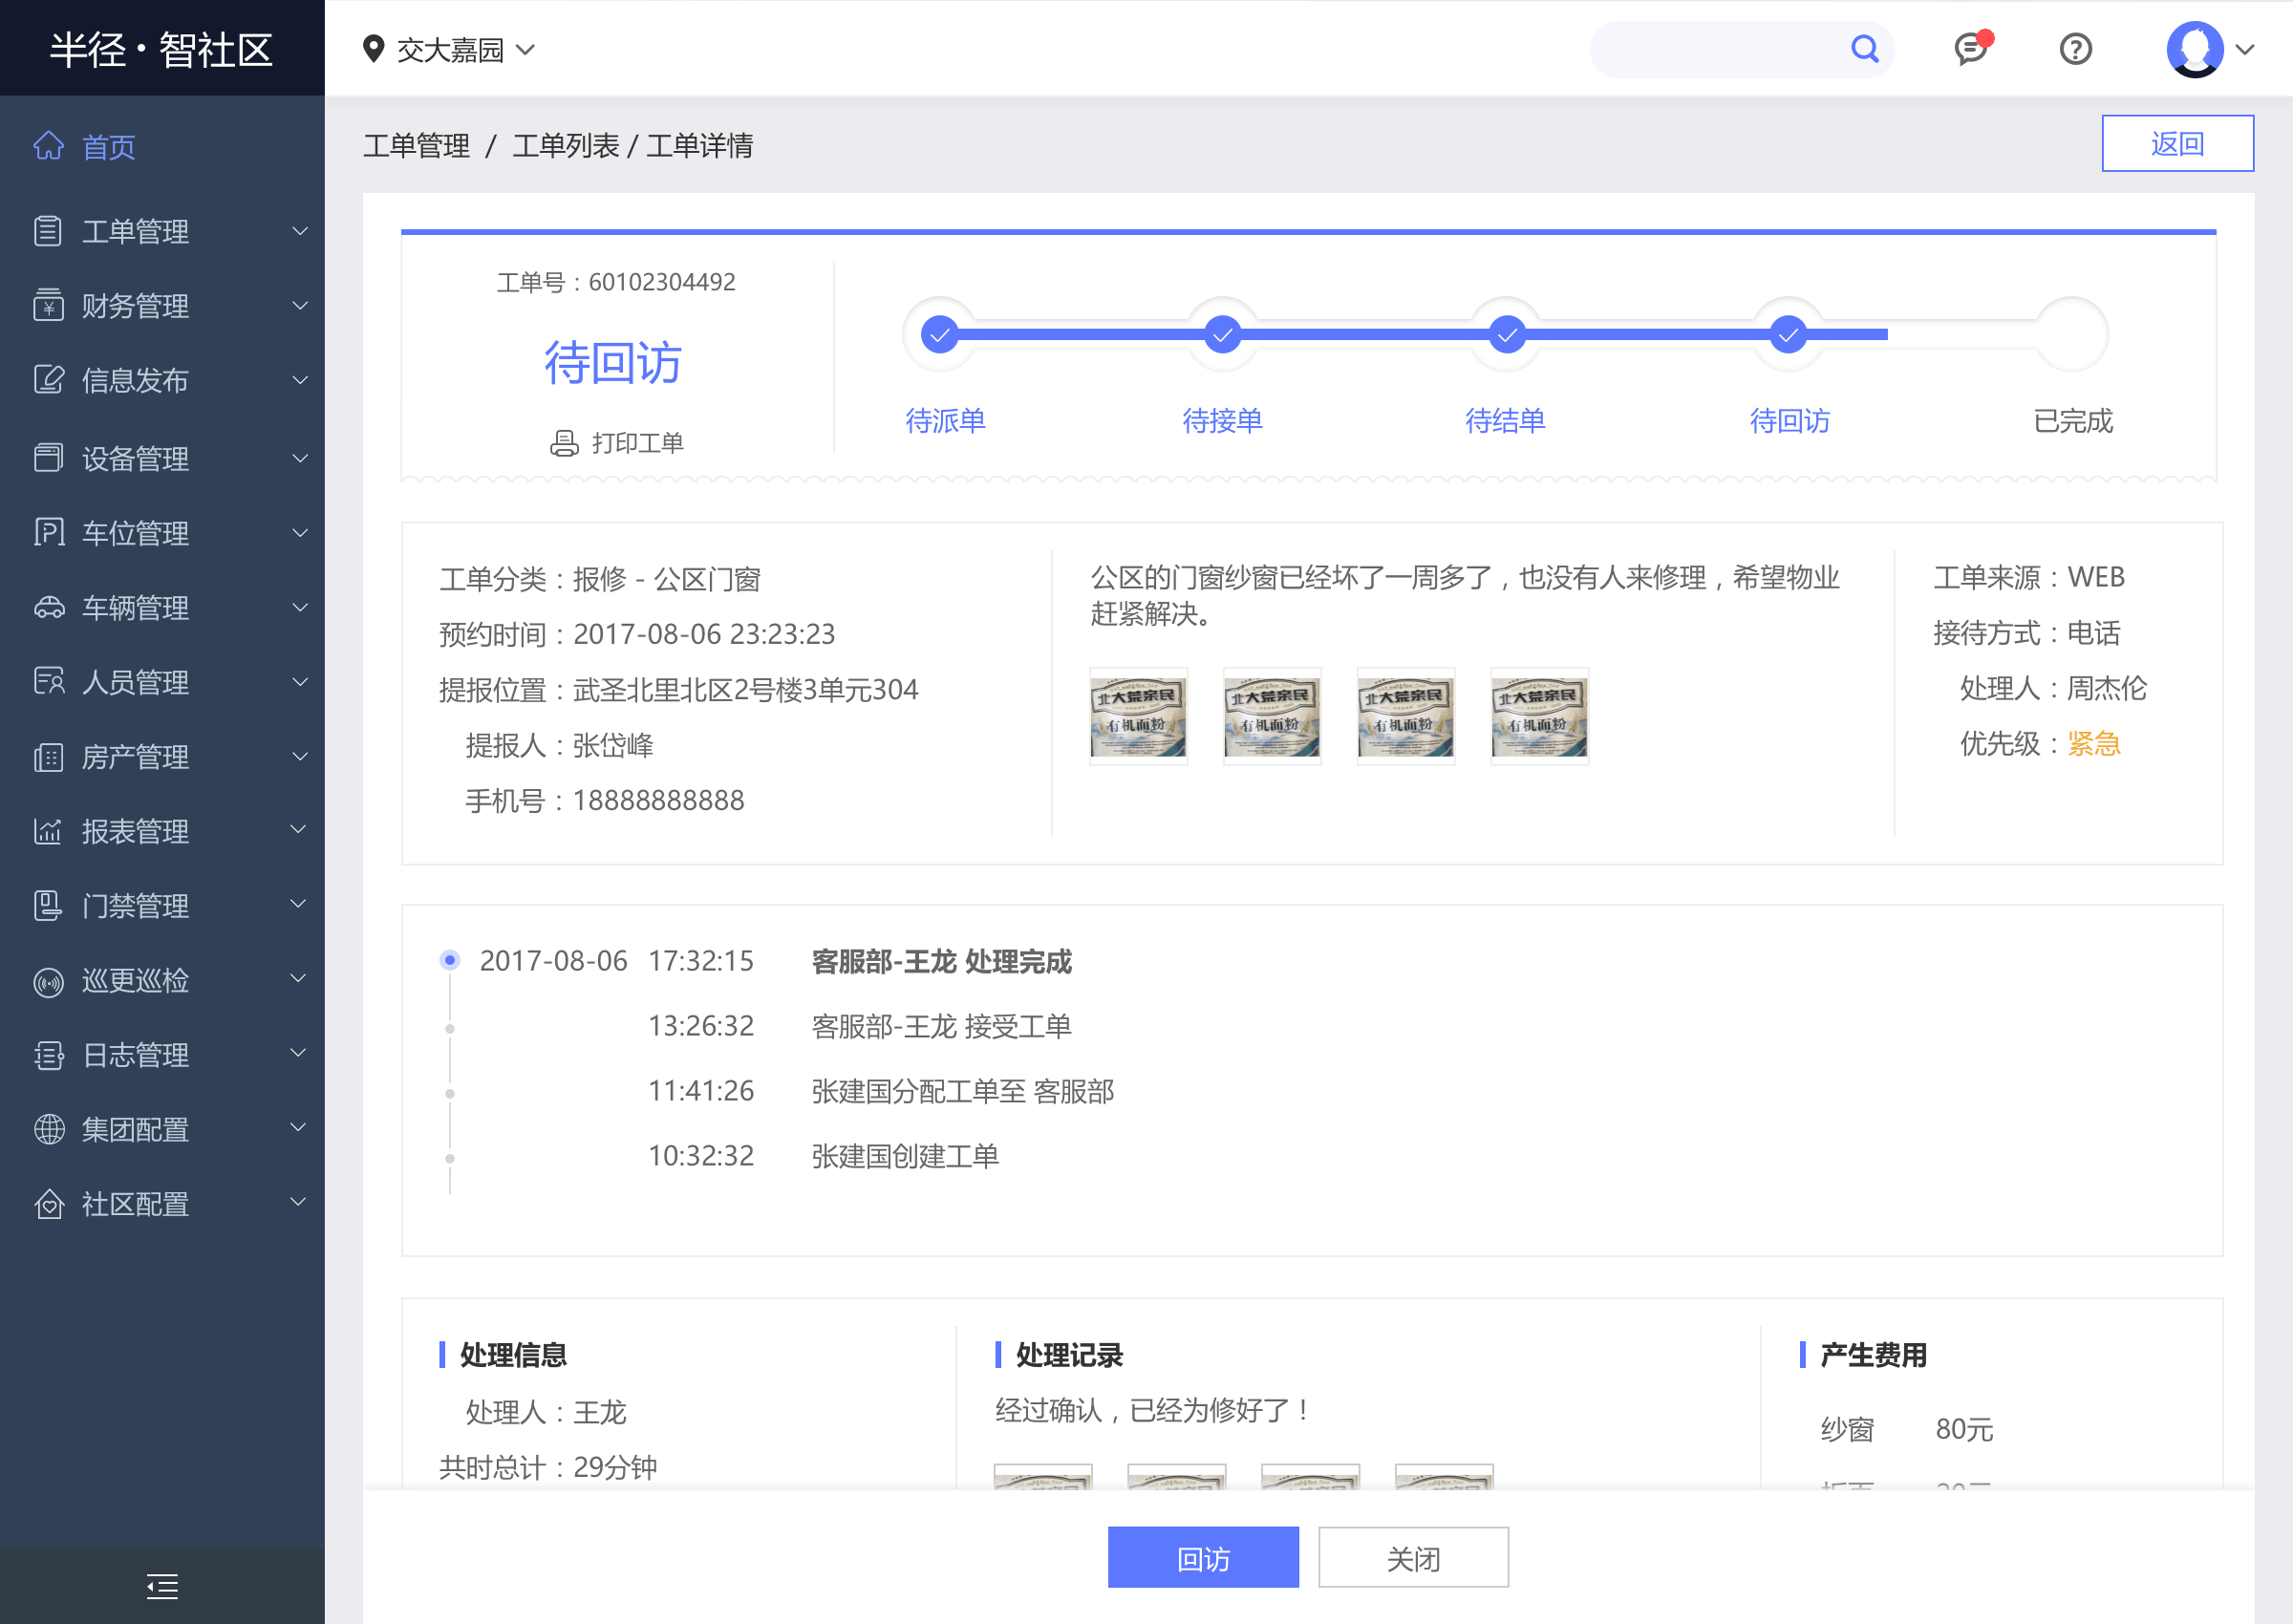 半径·智社区
交大嘉园
首页
工单管理
财务管理
信息发布
设备管理
车位管理
车辆管理
人员管理
房产管理
报表管理
门禁管理
巡更巡检
日志管理
集团配置
社区配置
工单管理 / 工单列表 / 工单详情
返回
工单号：60102304492
待回访
打印工单
待派单 待接单 待结单 待回访 已完成
工单分类：报修 - 公区门窗
预约时间：2017-08-06 23:23:23
提报位置：武圣北里北区2号楼3单元304
提报人：张岱峰
手机号：18888888888
公区的门窗纱窗已经坏了一周多了，也没有人来修理，希望物业
赶紧解决。
北大荒亲民
有机面粉
北大荒亲民
有机面粉
北大荒亲民
有机面粉
北大荒亲民
有机面粉
工单来源：WEB
接待方式：电话
处理人：周杰伦
优先级：紧急
2017-08-06 17:32:15 客服部-王龙 处理完成
13:26:32 客服部-王龙 接受工单
11:41:26 张建国分配工单至 客服部
10:32:32 张建国创建工单
处理信息
处理人：王龙
共时总计：29分钟
处理记录
经过确认，已经为修好了！
产生费用
纱窗 80元
回访
关闭